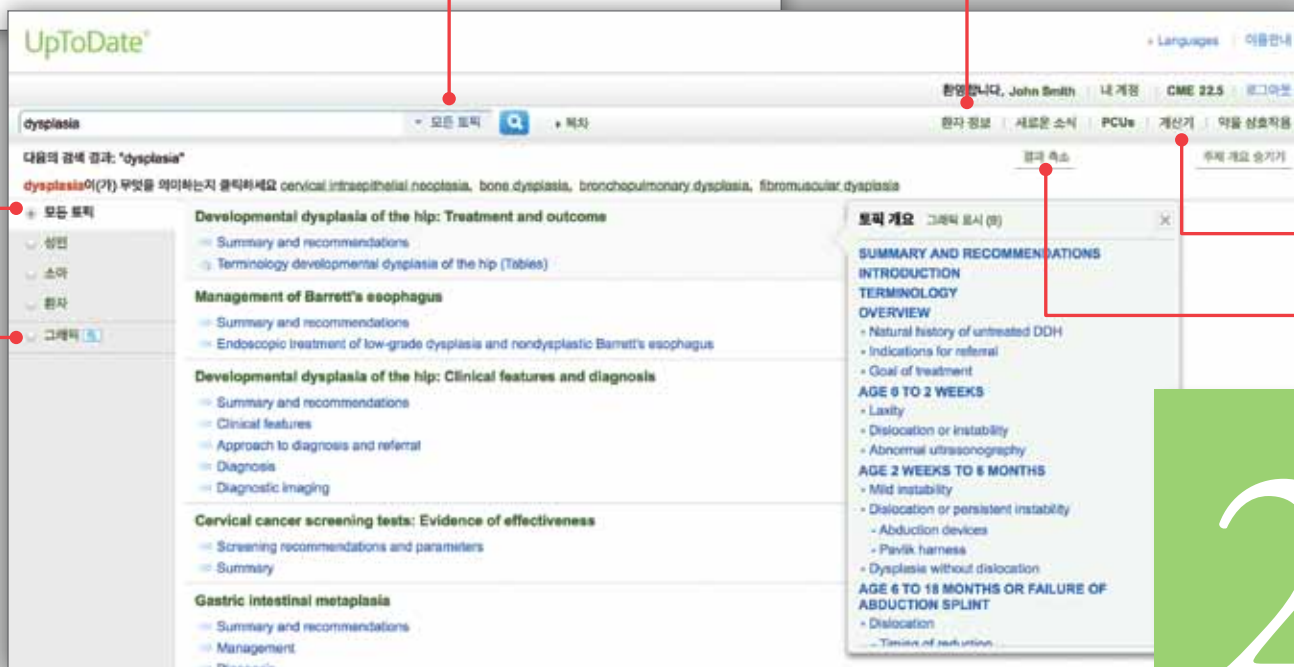 UpToDate®
Languages 이용안내
환영합니다, John Smith 내 계정 CME 22.5 로그아웃
dysplasia 모든 토픽 목차 환자 정보 새로운 소식 PCUs 계산기 약물 상호작용
다음의 검색 결과: "dysplasia" 결과 축소 주제 개요 숨기기
dysplasia이(가) 무엇을 의미하는지 클릭하세요 cervical intraepithelial neoplasia, bone dysplasia, bronchopulmonary dysplasia, fibromuscular dysplasia
모든 토픽
성인
소아
환자
그래픽
Developmental dysplasia of the hip: Treatment and outcome
Summary and recommendations
Terminology developmental dysplasia of the hip (Tables)
Management of Barrett's esophagus
Summary and recommendations
Endoscopic treatment of low-grade dysplasia and nondysplastic Barrett's esophagus
Developmental dysplasia of the hip: Clinical features and diagnosis
Summary and recommendations
Clinical features
Approach to diagnosis and referral
Diagnosis
Diagnostic imaging
Cervical cancer screening tests: Evidence of effectiveness
Screening recommendations and parameters
Summary
Gastric intestinal metaplasia
Summary and recommendations
Management
Diagnosis
토픽 개요 그래픽 표시 (9)
SUMMARY AND RECOMMENDATIONS
INTRODUCTION
TERMINOLOGY
OVERVIEW
- Natural history of untreated DDH
- Indications for referral
- Goal of treatment
AGE 0 TO 2 WEEKS
- Laxity
- Dislocation or instability
- Abnormal ultrasonography
AGE 2 WEEKS TO 6 MONTHS
- Mild instability
- Dislocation or persistent instability
- Abduction devices
- Pavlik harness
- Dysplasia without dislocation
AGE 6 TO 18 MONTHS OR FAILURE OF
ABDUCTION SPLINT
- Dislocation
- Timing of reduction
2